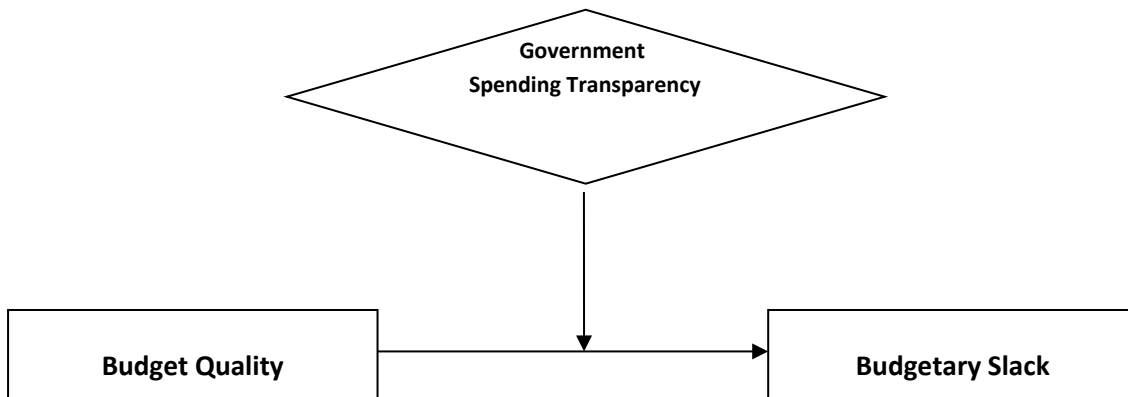 Government
Spending Transparency
Budget Quality
Budgetary Slack